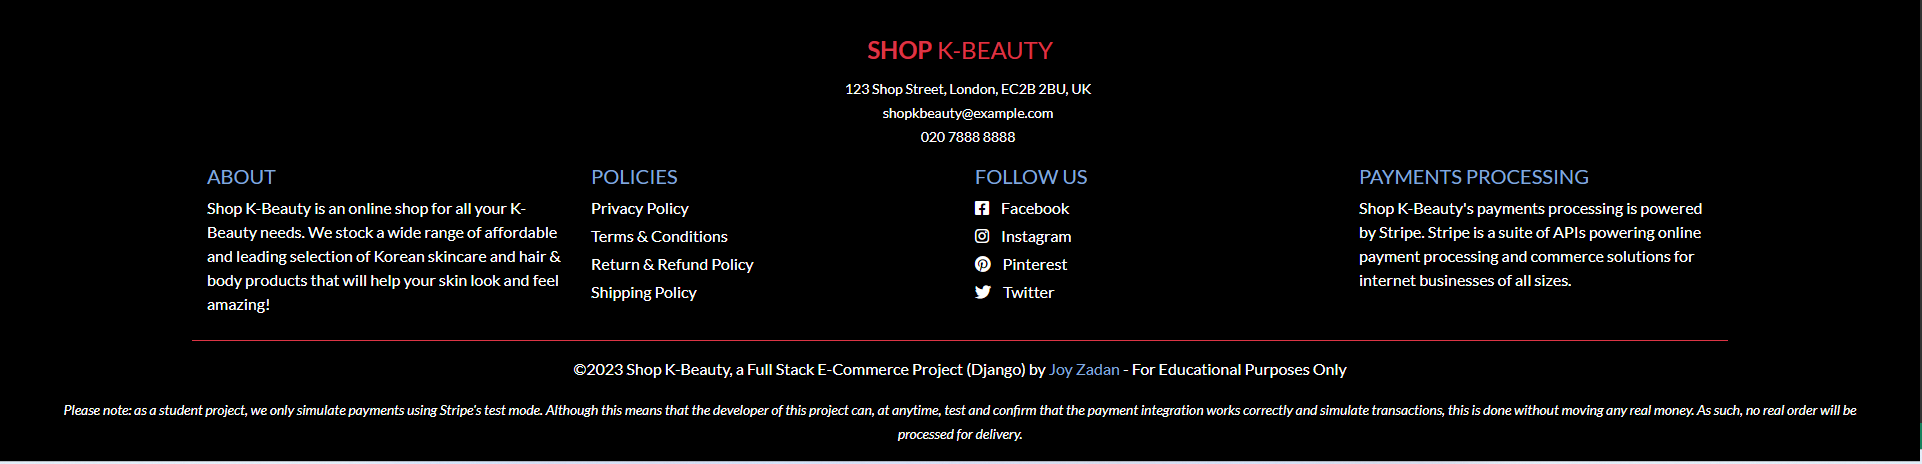 SHOP K-BEAUTY
123 Shop Street, London, EC2B 2BU, UK
shopkbeauty@example.com
020 7888 8888
ABOUT
Shop K-Beauty is an online shop for all your K-
Beauty needs. We stock a wide range of affordable
and leading selection of Korean skincare and hair &
body products that will help your skin look and feel
amazing!
POLICIES
Privacy Policy
Terms & Conditions
Return & Refund Policy
Shipping Policy
FOLLOW US
Facebook
Instagram
Pinterest
Twitter
PAYMENTS PROCESSING
Shop K-Beauty's payments processing is powered
by Stripe. Stripe is a suite of APIs powering online
payment processing and commerce solutions for
internet businesses of all sizes.
©2023 Shop K-Beauty, a Full Stack E-Commerce Project (Django) by Joy Zadan - For Educational Purposes Only
Please note: as a student project, we only simulate payments using Stripe's test mode. Although this means that the developer of this project can, at anytime, test and confirm that the payment integration works correctly and simulate transactions, this is done without moving any real money. As such, no real order will be
processed for delivery.